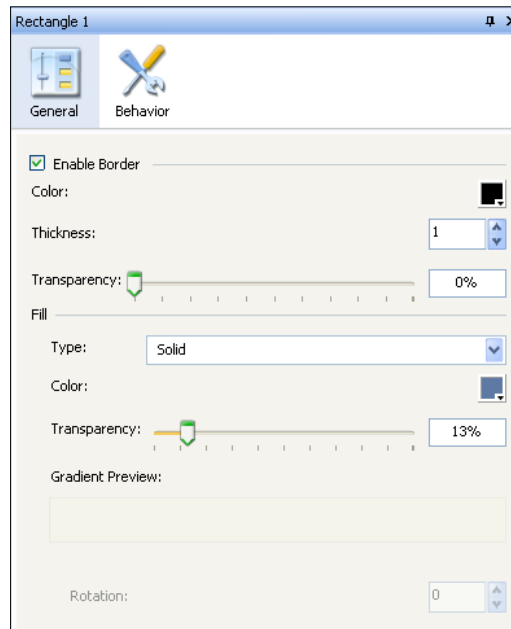 Rectangle 1
General Behavior
Enable Border
Color:
Thickness: 1
Transparency: 0%
Fill
Type: Solid
Color:
Transparency: 13%
Gradient Preview:
Rotation: 0